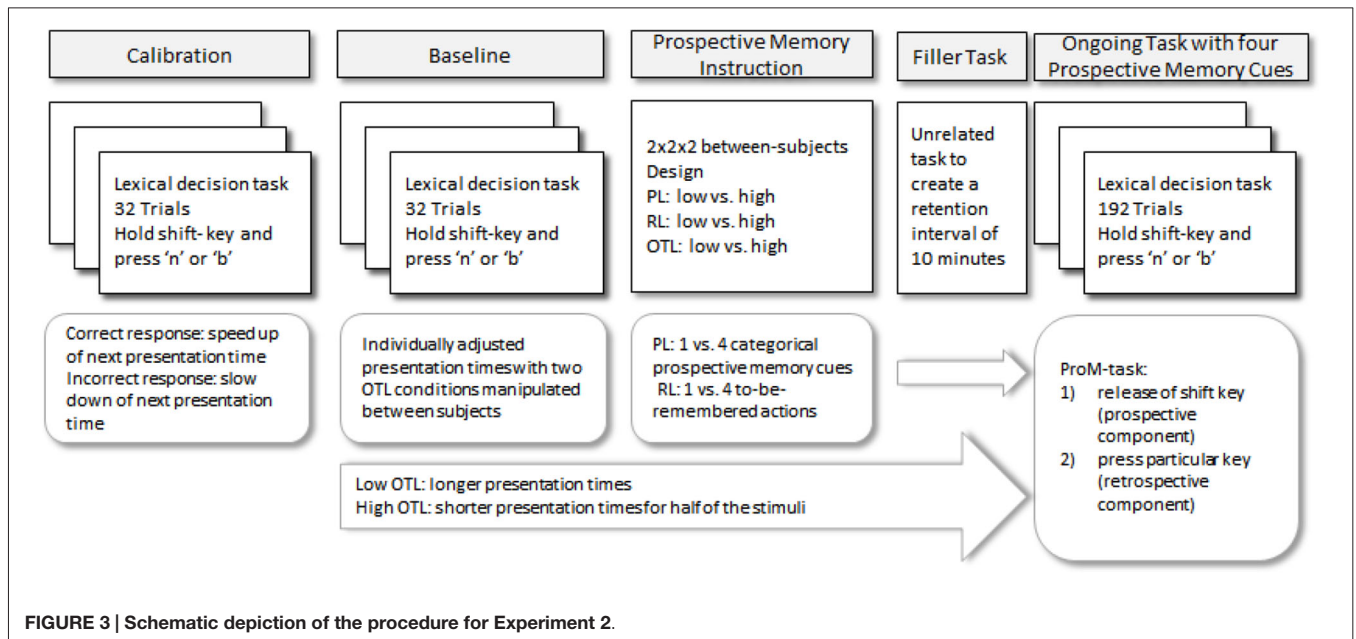 Calibration
Baseline
Prospective Memory
Instruction
Filler Task
Ongoing Task with four
Prospective Memory Cues
Lexical decision task
32 Trials
Hold shift-key and
press 'n' or 'b'
Lexical decision task
32 Trials
Hold shift-key and
press 'n' or 'b'
2x2x2 between-subjects
Design
PL: low vs. high
RL: low vs. high
OTL: low vs. high
Unrelated
task to
create a
retention
interval of
10 minutes
Lexical decision task
192 Trials
Hold shift-key and
press 'n' or 'b'
Correct response: speed up
of next presentation time
Incorrect response: slow
down of next presentation
time
Individually adjusted
presentation times with two
OTL conditions manipulated
between subjects
PL: 1 vs. 4 categorical
prospective memory cues
RL: 1 vs. 4 to-be-
remembered actions
ProM-task:
1) release of shift key
(prospective
component)
2) press particular key
(retrospective
component)
Low OTL: longer presentation times
High OTL: shorter presentation times for half of the stimuli
FIGURE 3 | Schematic depiction of the procedure for Experiment 2.